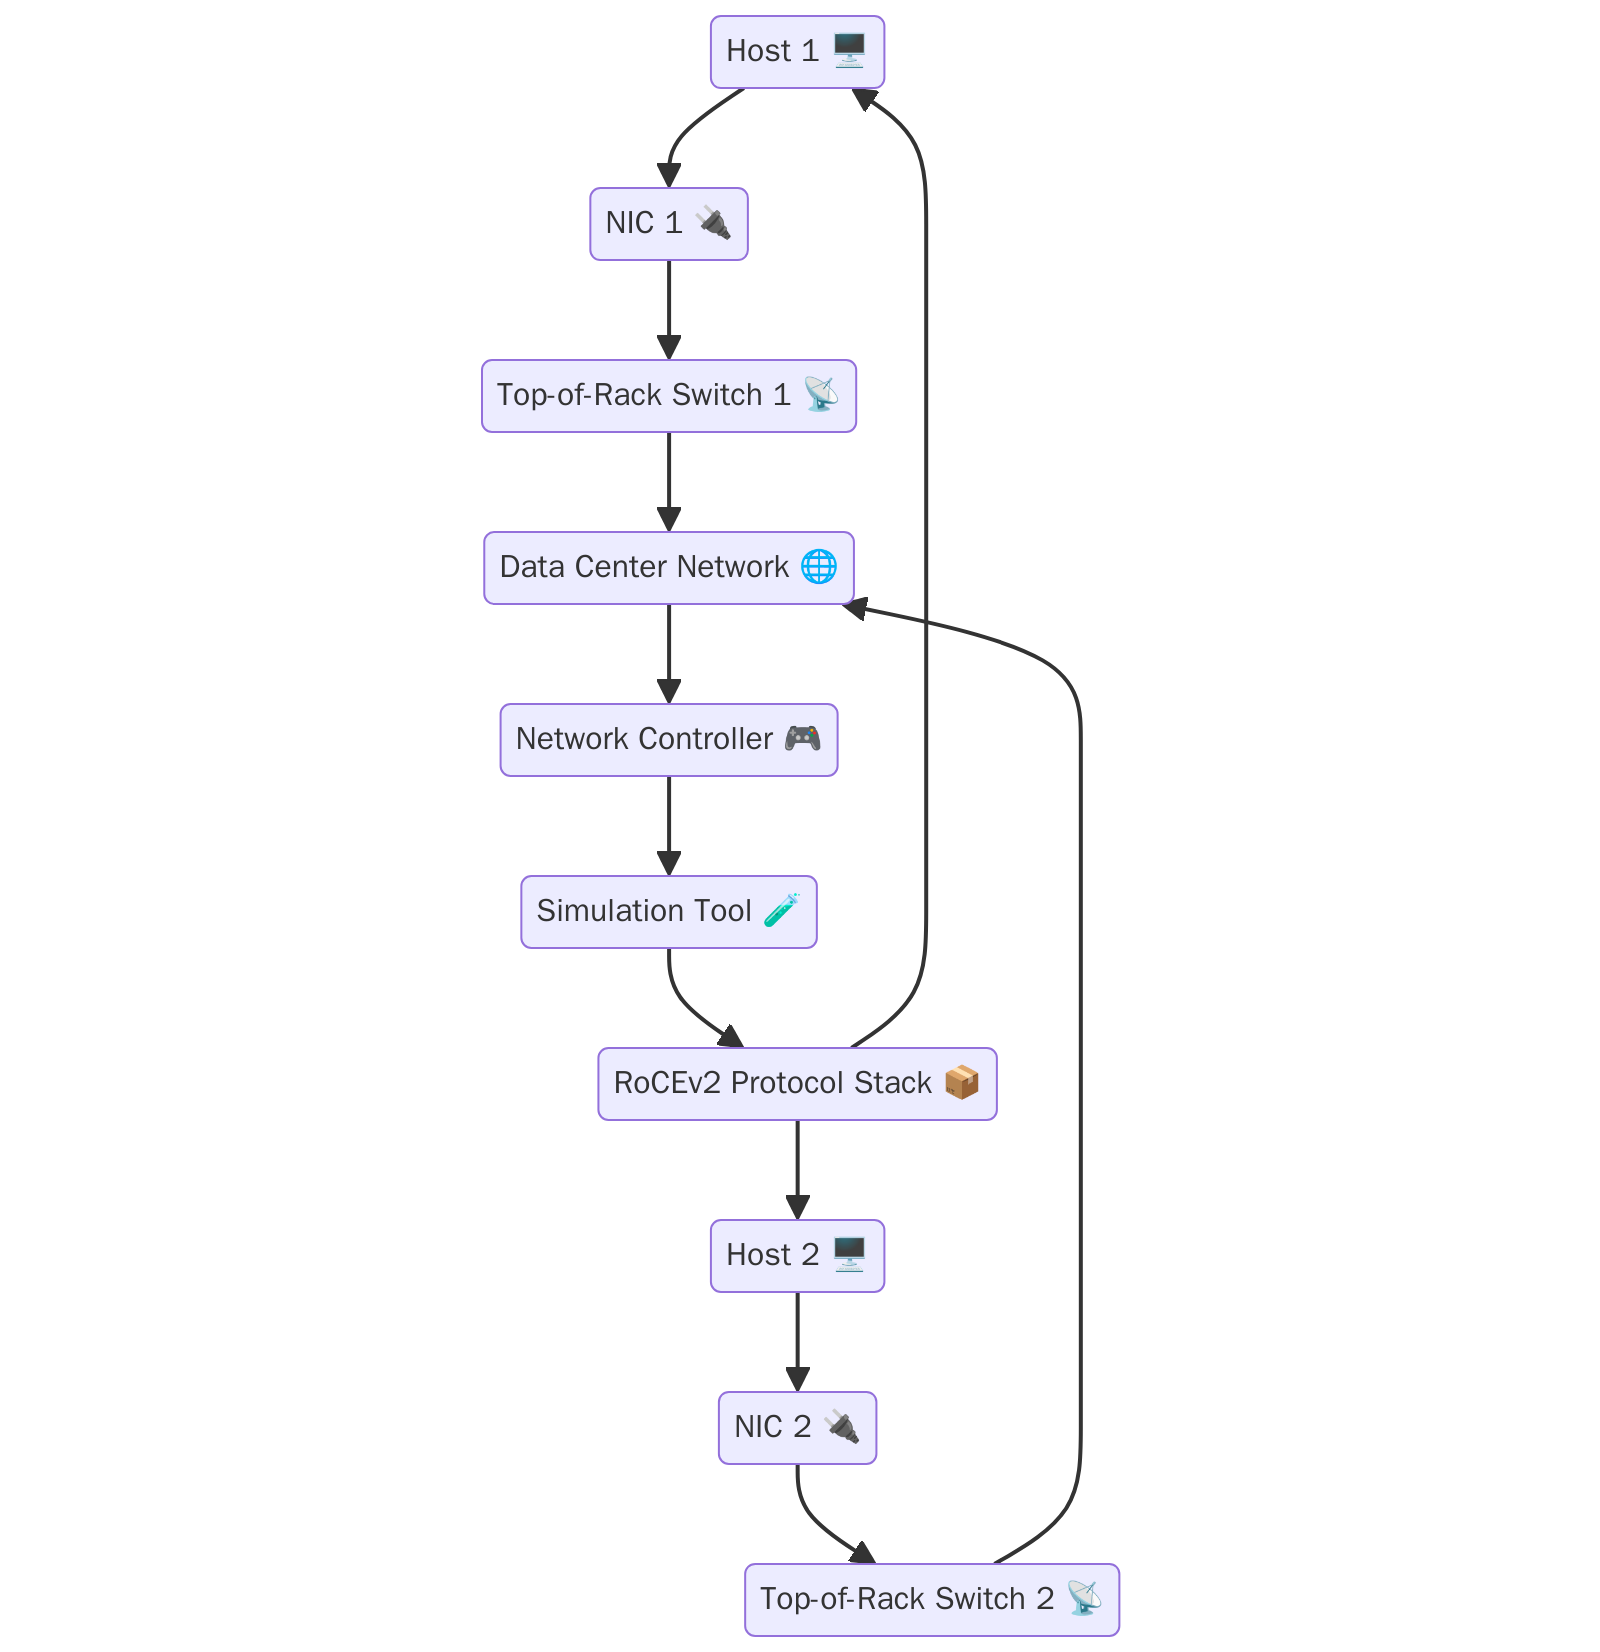 Host 1 🖥️
NIC 1 🔌
Top-of-Rack Switch 1 📡
Data Center Network 🌐
Network Controller 🎮
Simulation Tool 🧪
RoCEv2 Protocol Stack 📦
Host 2 🖥️
NIC 2 🔌
Top-of-Rack Switch 2 📡